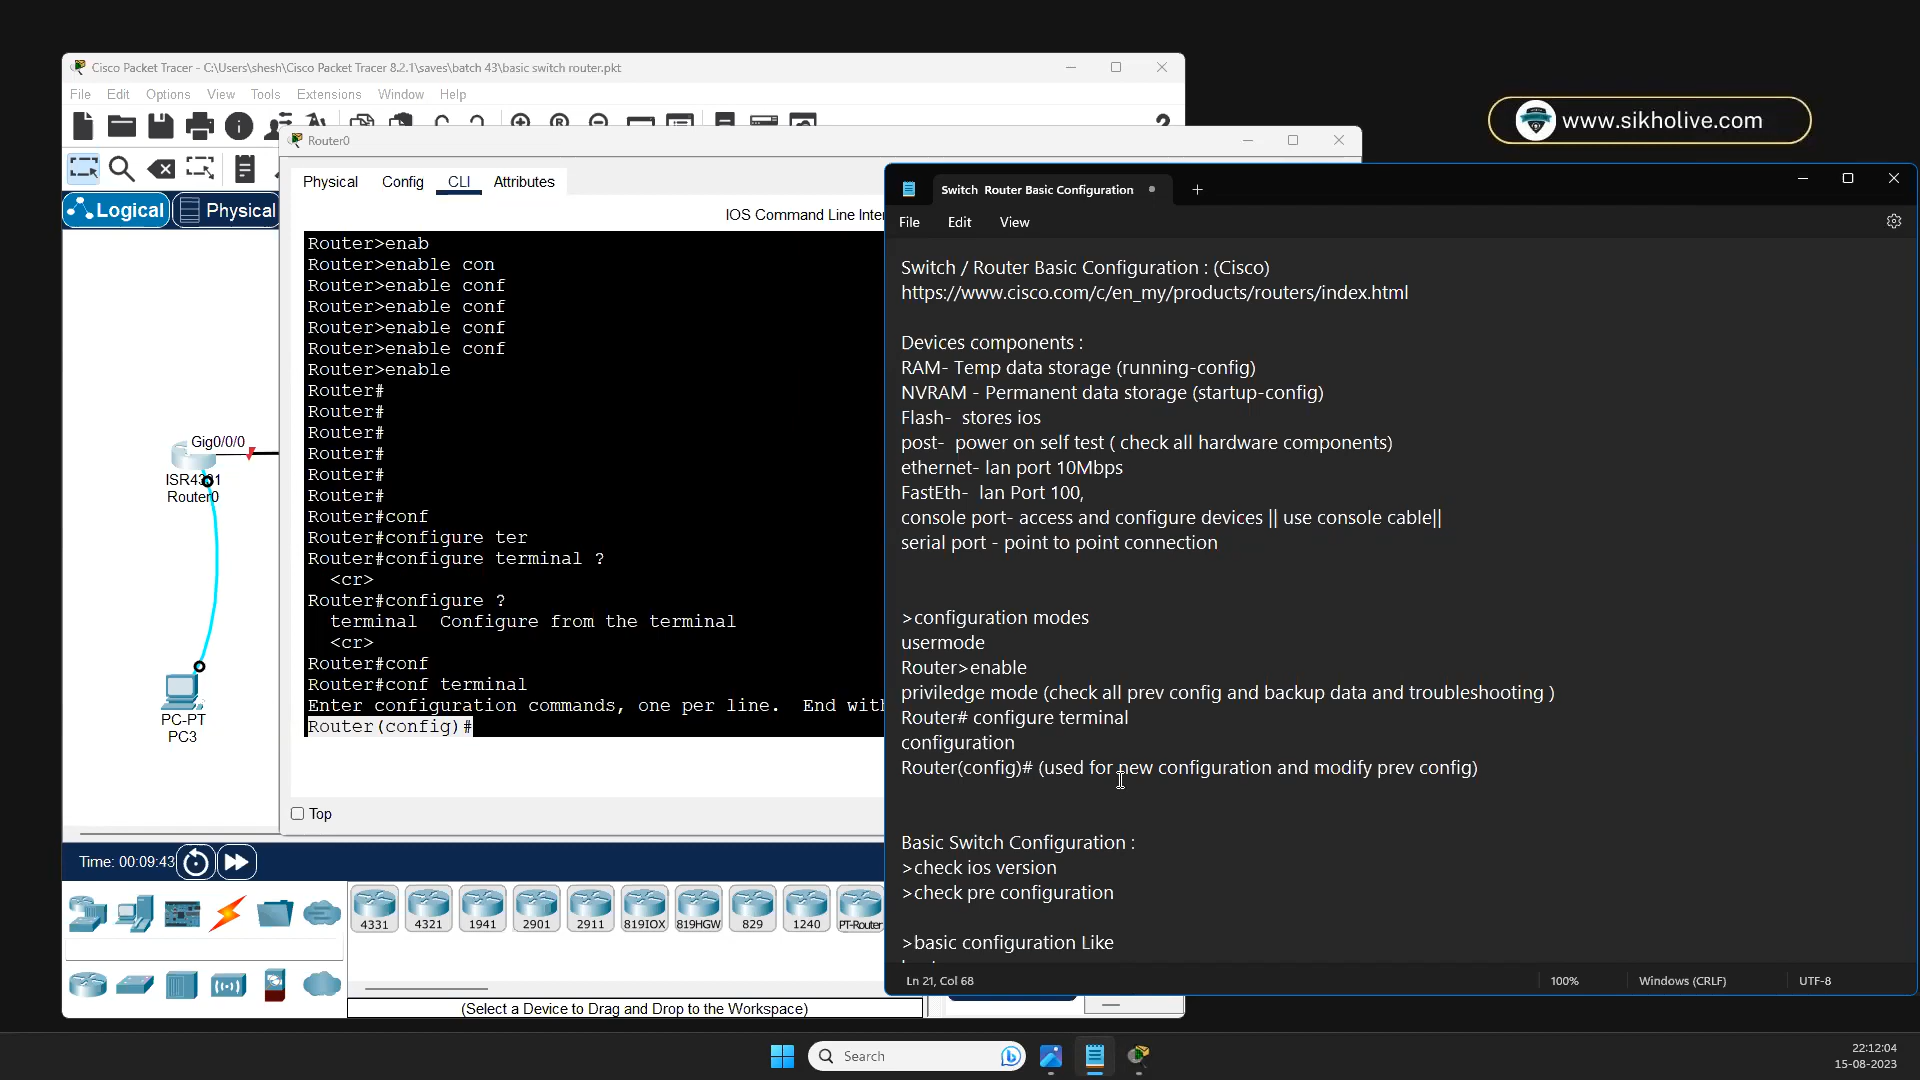 Cisco Packet Tracer - C:\Users\shesh\Cisco Packet Tracer 8.2.1\saves\batch 43\basic switch router.pkt
File Edit Options View Tools Extensions Window Help
www.sikholive.com
Router0
Physical Config CLI Attributes
Logical Physical
IOS Command Line Inter
Router>enab
Router>enable con
Router>enable conf
Router>enable conf
Router>enable conf
Router>enable conf
Router>enable
Router#
Router#
Router#
Router#
Router#
Router#
Router#conf
Router#configure ter
Router#configure terminal ?
<cr>
Router#configure ?
terminal Configure from the terminal
<cr>
Router#conf
Router#conf terminal
Enter configuration commands, one per line. End with
Router(config)#
Top
Gig0/0/0
ISR4331
Router0
PC-PT
PC3
Time: 00:09:43
4331 4321 1941 2901 2911 819IOX 819HGW 829 1240 PT-Router
(Select a Device to Drag and Drop to the Workspace)
Switch Router Basic Configuration
File Edit View
Switch / Router Basic Configuration : (Cisco)
https://www.cisco.com/c/en_my/products/routers/index.html
Devices components :
RAM- Temp data storage (running-config)
NVRAM - Permanent data storage (startup-config)
Flash- stores ios
post- power on self test ( check all hardware components)
ethernet- lan port 10Mbps
FastEth- lan Port 100,
console port- access and configure devices || use console cable||
serial port - point to point connection
>configuration modes
usermode
Router>enable
priviledge mode (check all prev config and backup data and troubleshooting )
Router# configure terminal
configuration
Router(config)# (used for new configuration and modify prev config)
Basic Switch Configuration :
>check ios version
>check pre configuration
>basic configuration Like
Ln 21, Col 68
100%
Windows (CRLF)
UTF-8
Search
22:12:04
15-08-2023